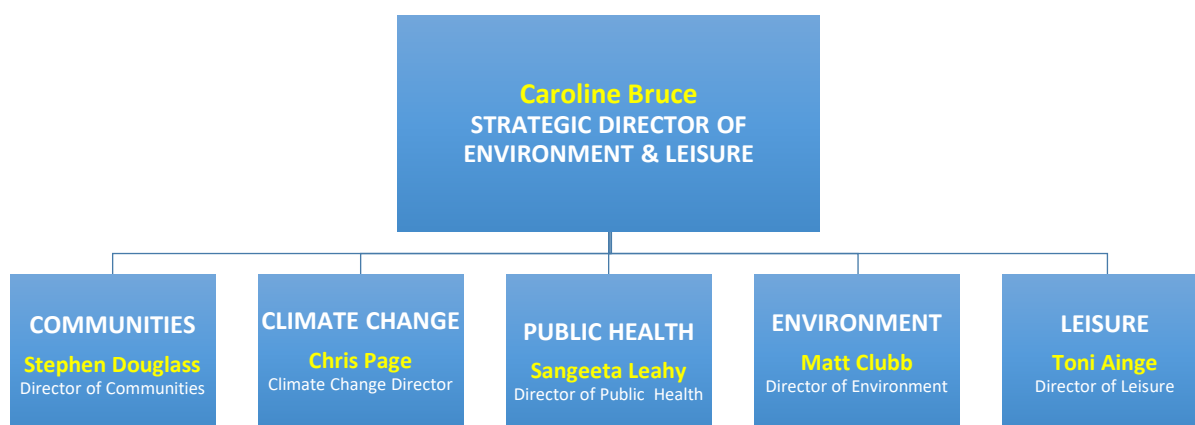 Caroline Bruce
STRATEGIC DIRECTOR OF
ENVIRONMENT & LEISURE
COMMUNITIES
Stephen Douglass
Director of Communities
CLIMATE CHANGE
Chris Page
Climate Change Director
PUBLIC HEALTH
Sangeeta Leahy
Director of Public Health
ENVIRONMENT
Matt Clubb
Director of Environment
LEISURE
Toni Ainge
Director of Leisure